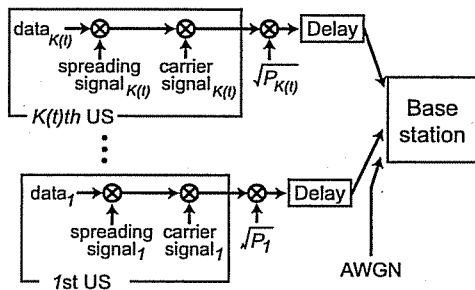 data_K(t)
spreading signal_K(t)
carrier signal_K(t)
√P_K(t)
Delay
K(t)th US
Base station
data_1
spreading signal_1
carrier signal_1
√P_1
Delay
1st US
AWGN